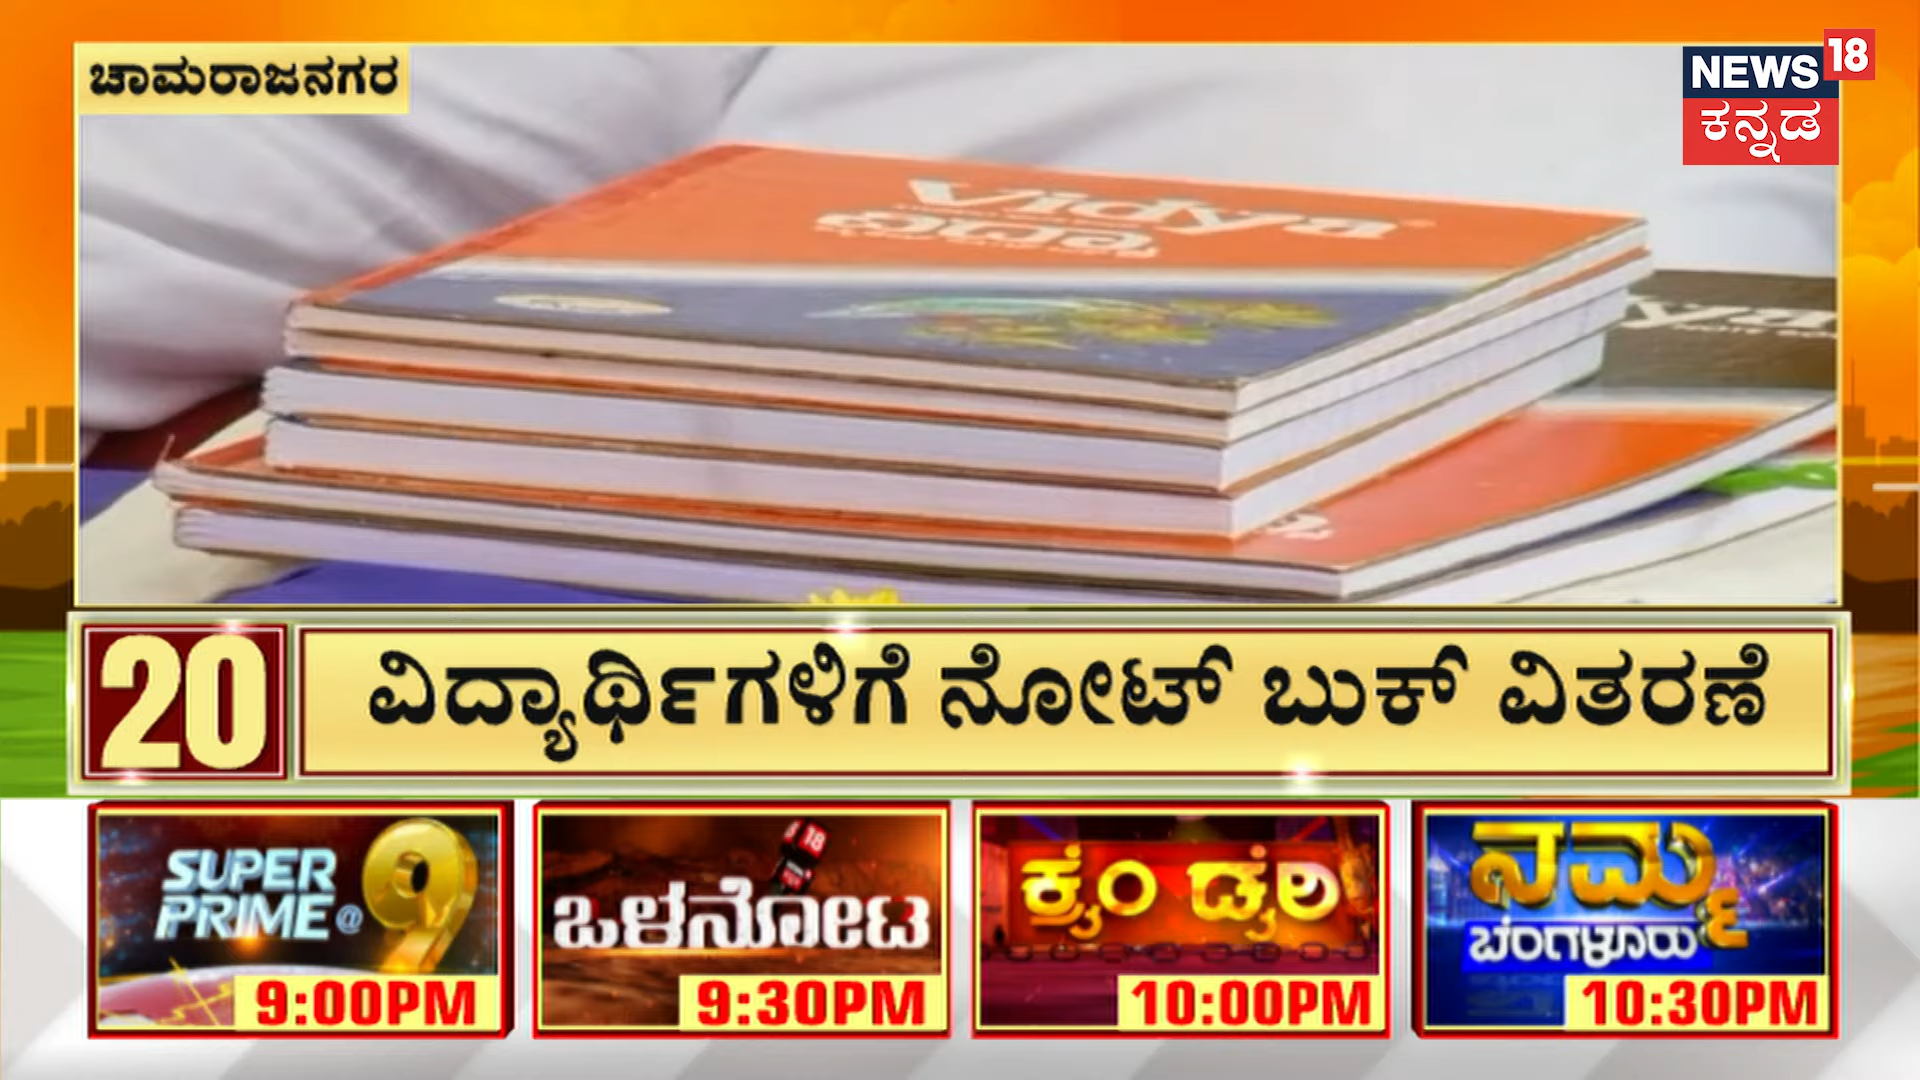 ಚಾಮರಾಜನಗರ
NEWS 18
ಕನ್ನಡ
Vidya
ವಿದ್ಯಾ
20
ವಿದ್ಯಾರ್ಥಿಗಳಿಗೆ ನೋಟ್ ಬುಕ್ ವಿತರಣೆ
SUPER
PRIME@9
9:00PM
18
ಒಳನೋಟ
9:30PM
ಕ್ರೈಂ ಡೈರಿ
10:00PM
ನಮ್ಮ
ಬೆಂಗಳೂರು
10:30PM